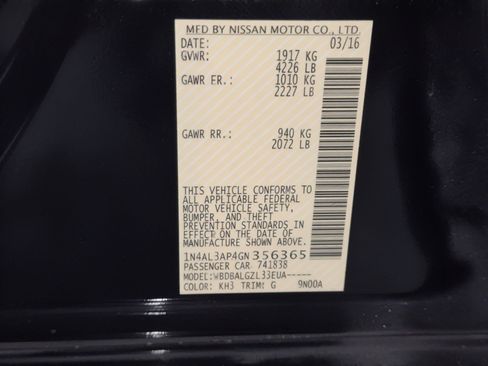 MFD BY NISSAN MOTOR CO., LTD.
DATE: 03/16
GVWR: 1917 KG
4226 LB
GAWR FR.: 1010 KG
2227 LB
GAWR RR.: 940 KG
2072 LB
THIS VEHICLE CONFORMS TO
ALL APPLICABLE FEDERAL
MOTOR VEHICLE SAFETY,
BUMPER, AND THEFT
PREVENTION STANDARDS IN
EFFECT ON THE DATE OF
MANUFACTURE SHOWN ABOVE.
1N4AL3AP4GN356365
PASSENGER CAR 741838
MODEL:WBDBALGZL33EUA-----
COLOR: KH3 TRIM: G 9N00A